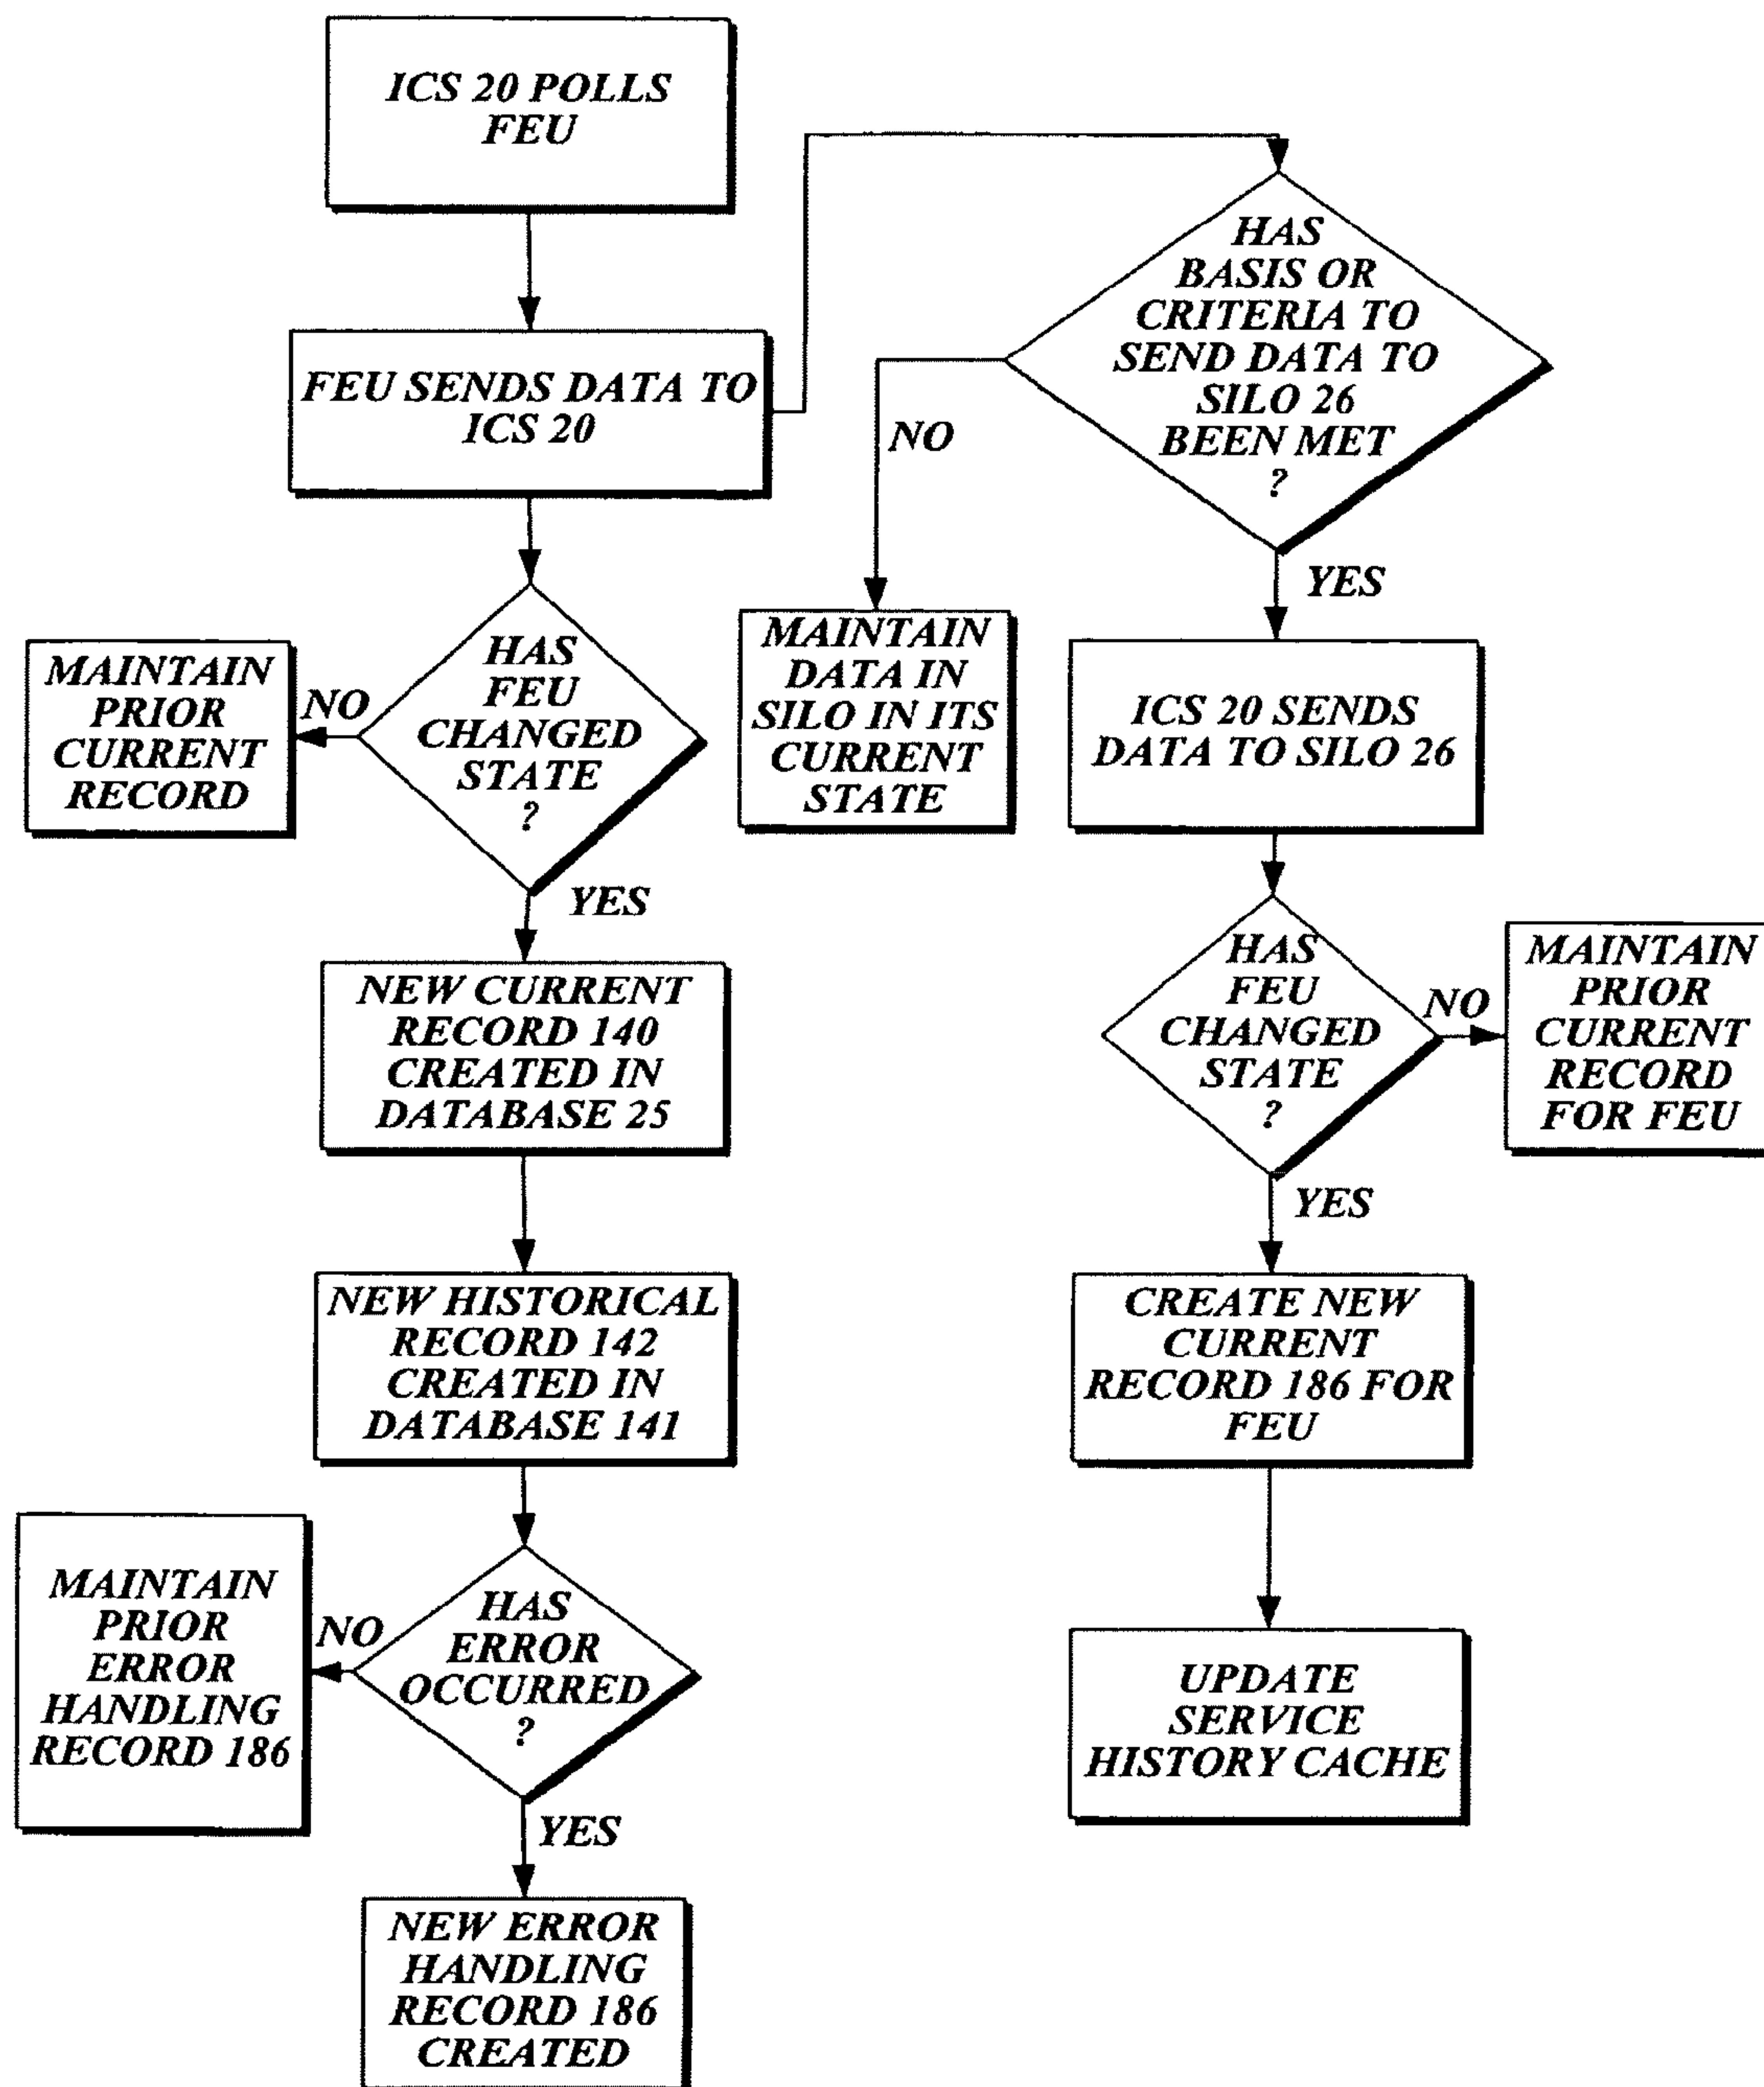 ICS 20 POLLS
FEU
FEU SENDS DATA TO
ICS 20
HAS
FEU
CHANGED
STATE
?
NO
MAINTAIN
PRIOR
CURRENT
RECORD
YES
NEW CURRENT
RECORD 140
CREATED IN
DATABASE 25
NEW HISTORICAL
RECORD 142
CREATED IN
DATABASE 141
HAS
ERROR
OCCURRED
?
NO
MAINTAIN
PRIOR
ERROR
HANDLING
RECORD 186
YES
NEW ERROR
HANDLING
RECORD 186
CREATED
HAS
BASIS OR
CRITERIA TO
SEND DATA TO
SILO 26
BEEN MET
?
NO
MAINTAIN
DATA IN
SILO IN ITS
CURRENT
STATE
YES
ICS 20 SENDS
DATA TO SILO 26
HAS
FEU
CHANGED
STATE
?
NO
MAINTAIN
PRIOR
CURRENT
RECORD
FOR FEU
YES
CREATE NEW
CURRENT
RECORD 186 FOR
FEU
UPDATE
SERVICE
HISTORY CACHE